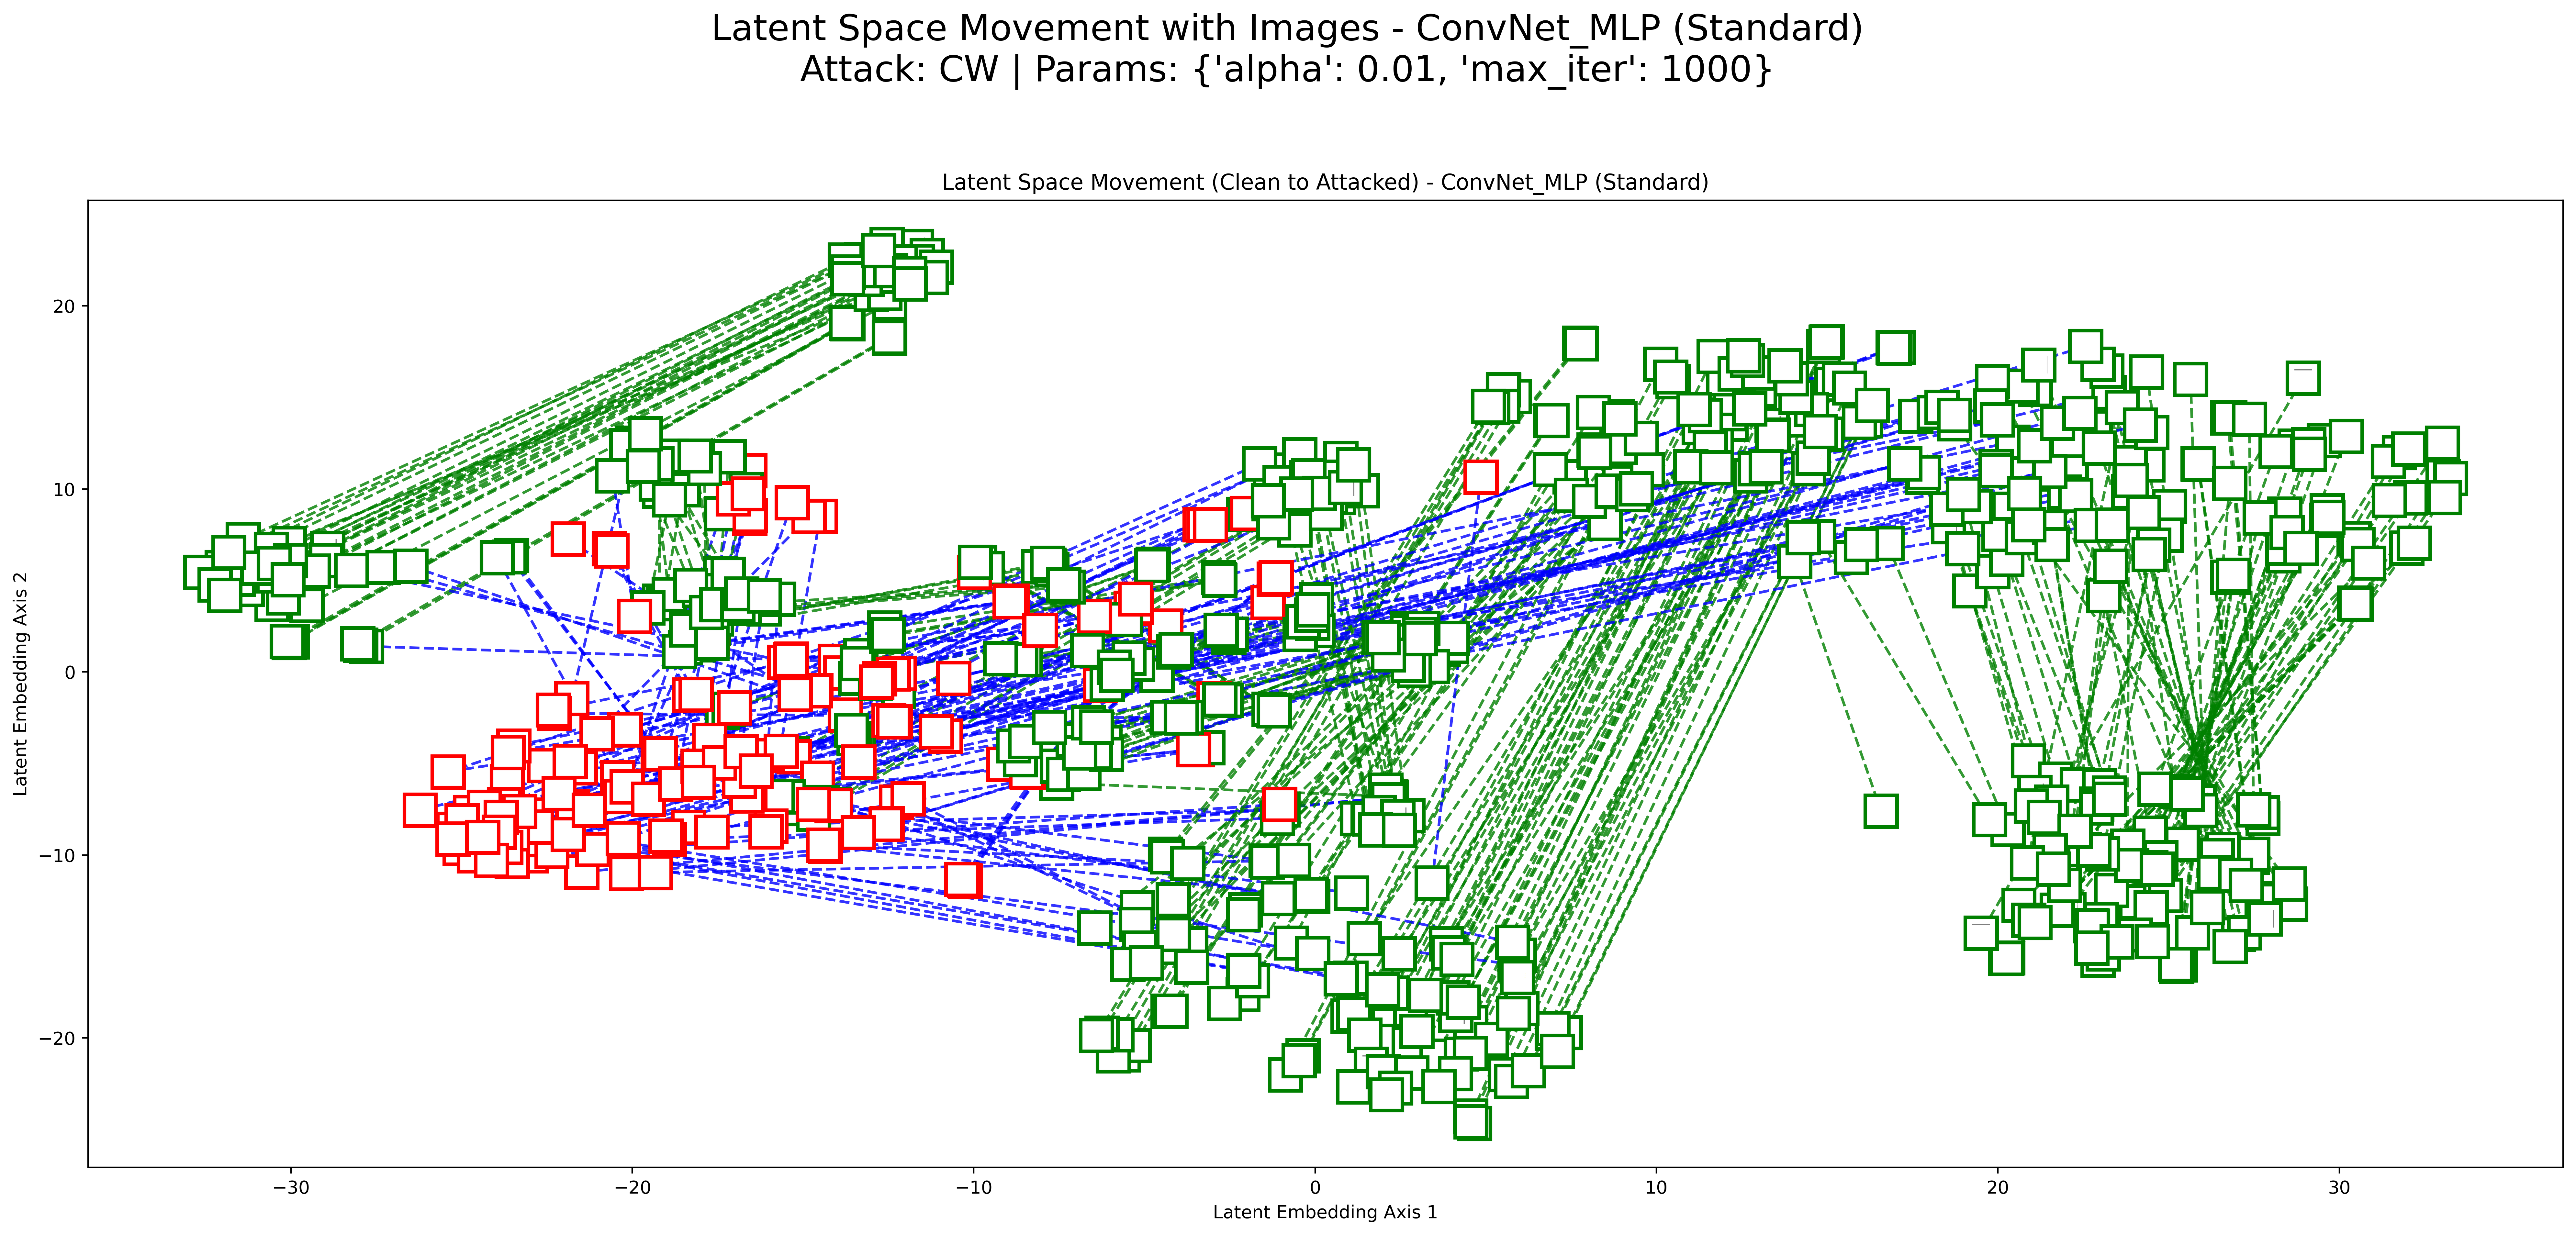 Latent Space Movement with Images - ConvNet_MLP (Standard)
Attack: CW | Params: {'alpha': 0.01, 'max_iter': 1000}
Latent Space Movement (Clean to Attacked) - ConvNet_MLP (Standard)
Latent Embedding Axis 2
20
10
0
−10
−20
−30
−20
−10
0
10
20
30
Latent Embedding Axis 1